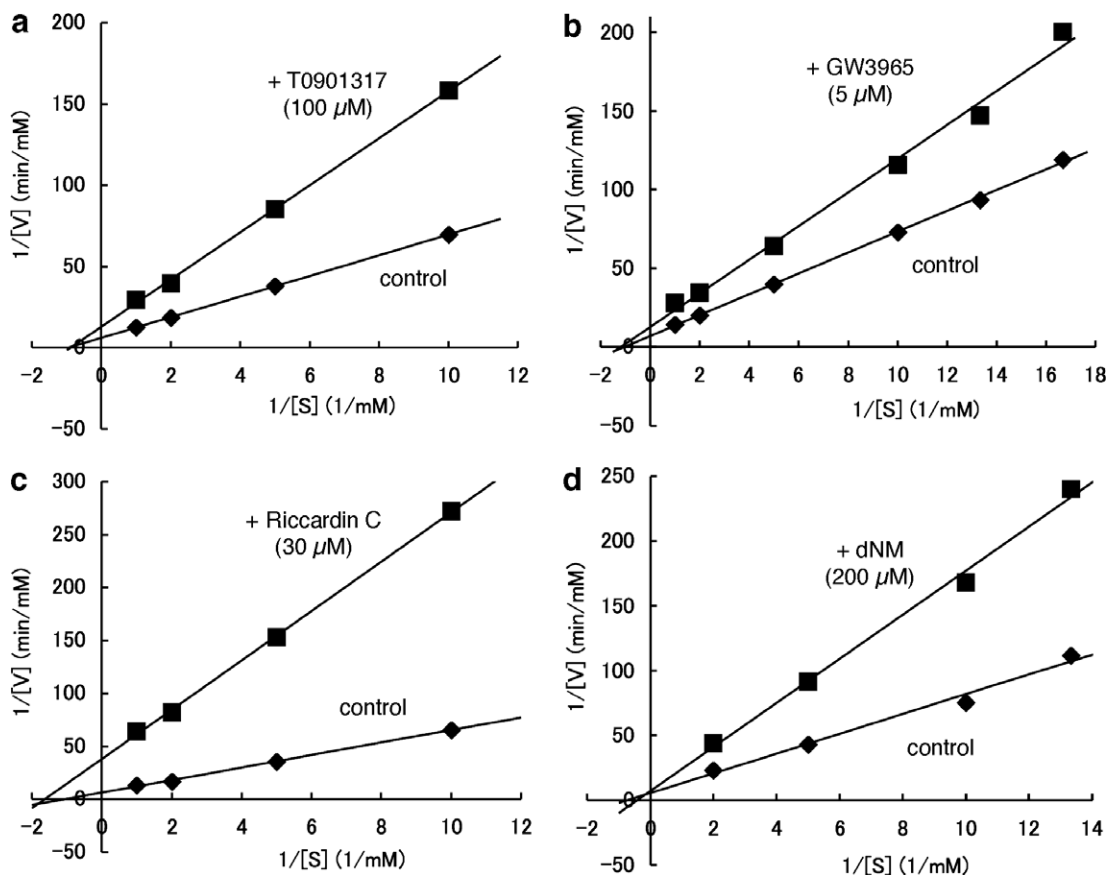 a
200
150
100
50
0
−50
−2
0
2
4
6
8
10
12
1/[V] (min/mM)
1/[S] (1/mM)
+ T0901317
(100 µM)
control
b
200
150
100
50
0
−50
−2
0
2
4
6
8
10
12
14
16
18
1/[V] (min/mM)
1/[S] (1/mM)
+ GW3965
(5 µM)
control
c
300
250
200
150
100
50
0
−50
−2
0
2
4
6
8
10
12
1/[V] (min/mM)
1/[S] (1/mM)
+ Riccardin C
(30 µM)
control
d
250
200
150
100
50
0
−50
−2
0
2
4
6
8
10
12
14
1/[V] (min/mM)
1/[S] (1/mM)
+ dNM
(200 µM)
control